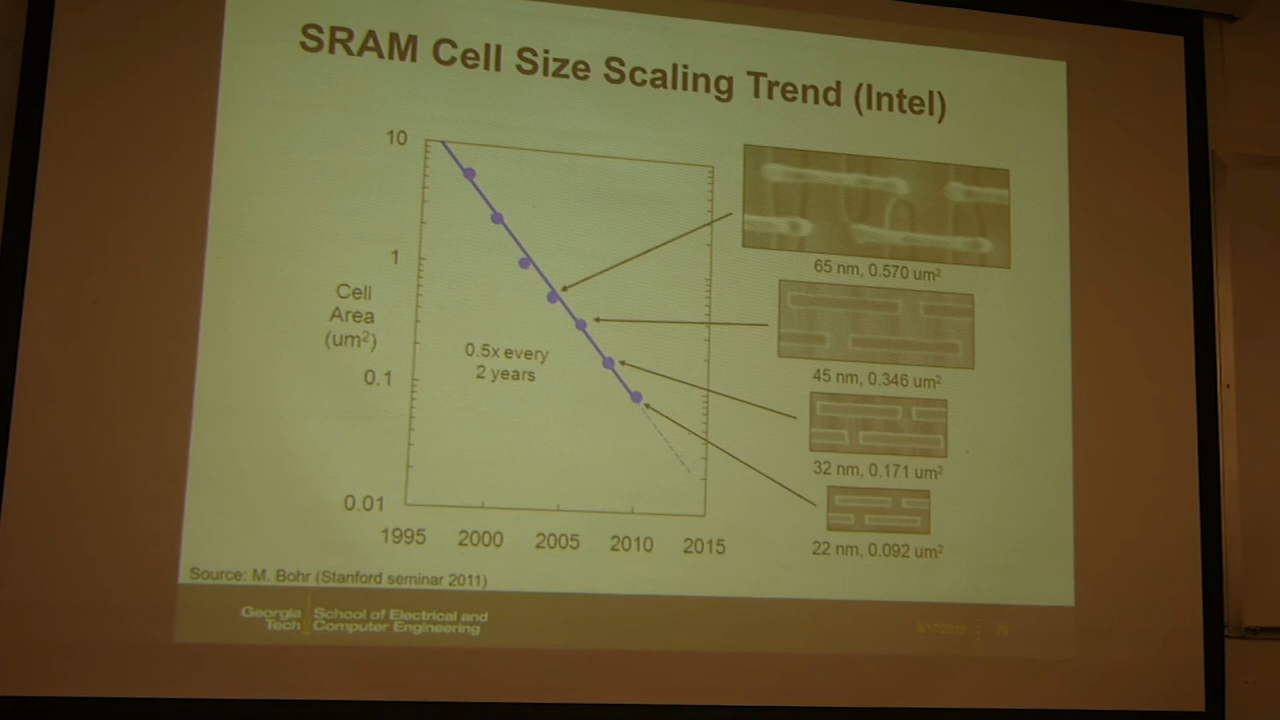 SRAM Cell Size Scaling Trend (Intel)
10
1
Cell
Area
(um²)
0.1
0.01
0.5x every
2 years
1995 2000 2005 2010 2015
65 nm, 0.570 um²
45 nm, 0.346 um²
32 nm, 0.171 um²
22 nm, 0.092 um²
Source: M. Bohr (Stanford seminar 2011)
Georgia
Tech
School of Electrical and
Computer Engineering